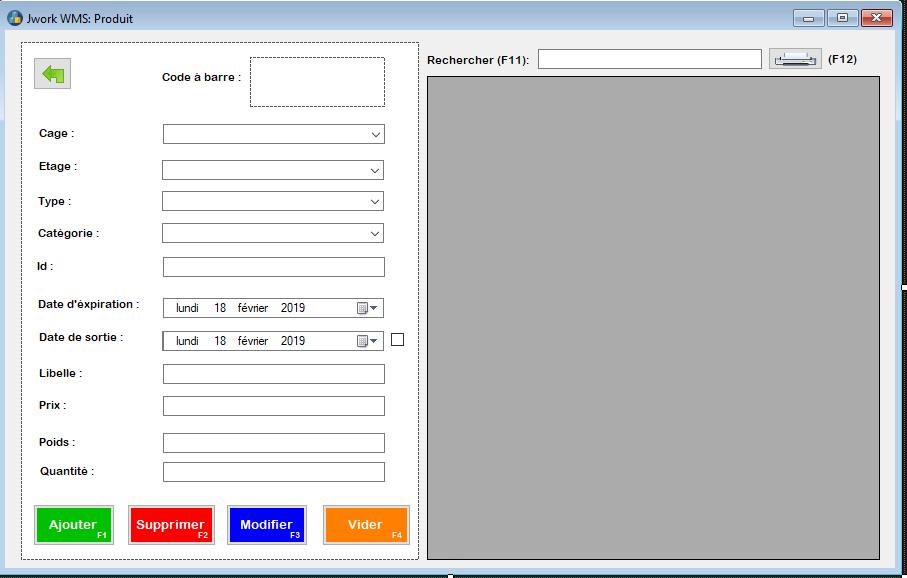 Jwork WMS: Produit
Code à barre :
Rechercher (F11):
(F12)
Cage :
Etage :
Type :
Catégorie :
Id :
Date d'éxpiration :
lundi 18 février 2019
Date de sortie :
lundi 18 février 2019
Libelle :
Prix :
Poids :
Quantité :
Ajouter F1
Supprimer F2
Modifier F3
Vider F4